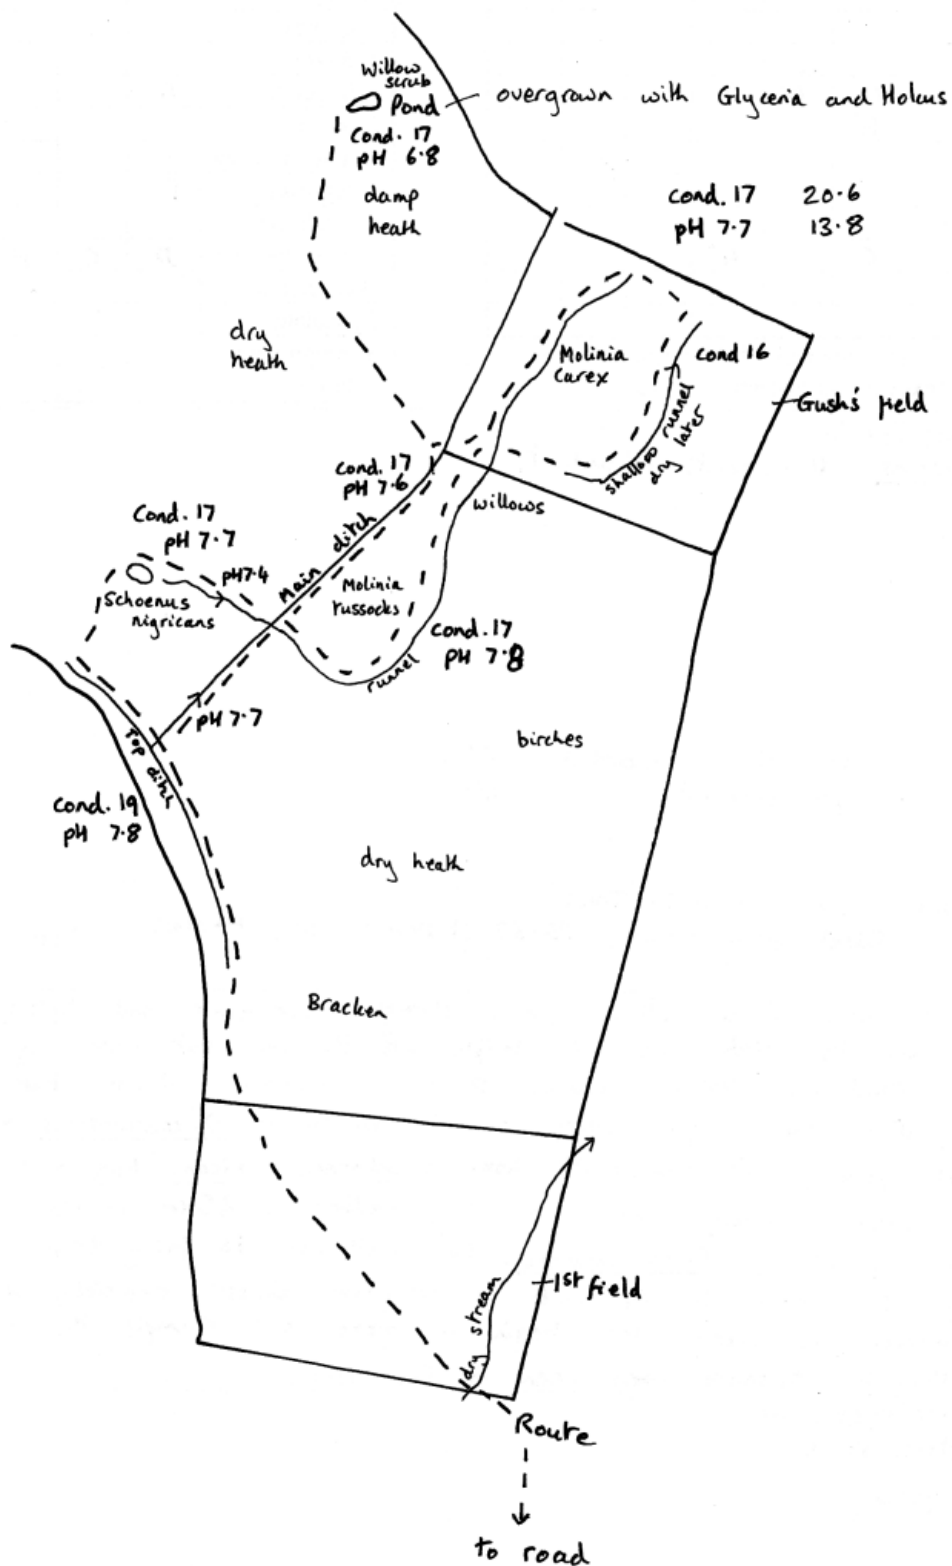 Willow
scrub
Pond
overgrown with Glyceria and Holcus
Cond. 17
pH 6.8
damp
heath
Cond. 17 20.6
pH 7.7 13.8
dry
heath
Molinia
Carex
Cond 16
Gush's field
shallow runnel
dry later
Cond. 17
pH 7.6
willows
Cond. 17
pH 7.7
pH7.4
Main ditch
Schoenus
nigricans
Molinia
tussocks
Cond. 17
pH 7.8
runnel
pH 7.7
Top ditch
birches
Cond. 19
pH 7.8
dry heath
Bracken
dry stream
1st field
Route
to road